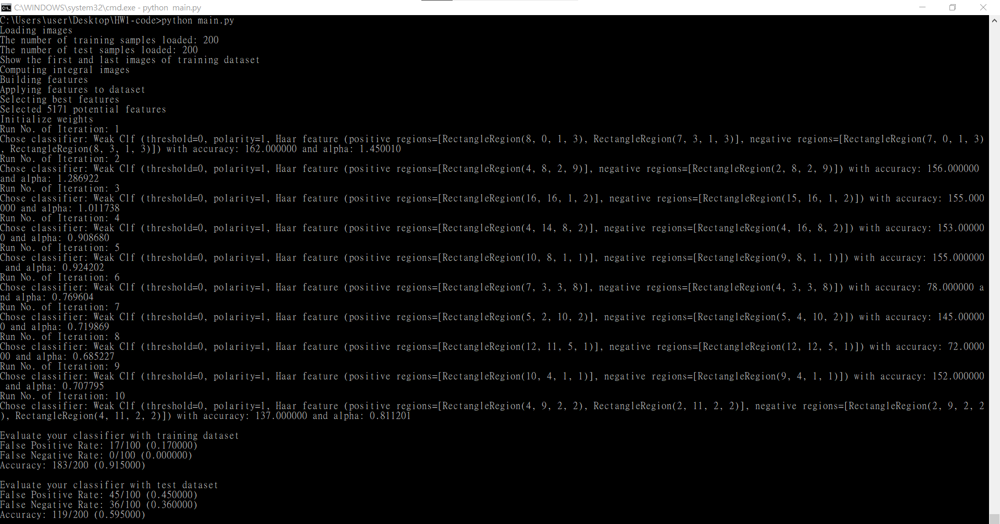 C:\WINDOWS\system32\cmd.exe - python  main.py
C:\Users\user\Desktop\HW1-code>python main.py
Loading images
The number of training samples loaded: 200
The number of test samples loaded: 200
Show the first and last images of training dataset
Computing integral images
Building features
Applying features to dataset
Selecting best features
Selected 5171 potential features
Initialize weights
Run No. of Iteration: 1
Chose classifier: Weak Clf (threshold=0, polarity=1, Haar feature (positive regions=[RectangleRegion(8, 0, 1, 3), RectangleRegion(7, 3, 1, 3)], negative regions=[RectangleRegion(7, 0, 1, 3)
, RectangleRegion(8, 3, 1, 3)]) with accuracy: 162.000000 and alpha: 1.450010
Run No. of Iteration: 2
Chose classifier: Weak Clf (threshold=0, polarity=1, Haar feature (positive regions=[RectangleRegion(4, 8, 2, 9)], negative regions=[RectangleRegion(2, 8, 2, 9)]) with accuracy: 156.000000
and alpha: 1.286922
Run No. of Iteration: 3
Chose classifier: Weak Clf (threshold=0, polarity=1, Haar feature (positive regions=[RectangleRegion(16, 16, 1, 2)], negative regions=[RectangleRegion(15, 16, 1, 2)]) with accuracy: 155.000
000 and alpha: 1.011738
Run No. of Iteration: 4
Chose classifier: Weak Clf (threshold=0, polarity=1, Haar feature (positive regions=[RectangleRegion(4, 14, 8, 2)], negative regions=[RectangleRegion(4, 16, 8, 2)]) with accuracy: 153.00000
0 and alpha: 0.908680
Run No. of Iteration: 5
Chose classifier: Weak Clf (threshold=0, polarity=1, Haar feature (positive regions=[RectangleRegion(10, 8, 1, 1)], negative regions=[RectangleRegion(9, 8, 1, 1)]) with accuracy: 155.000000
 and alpha: 0.924202
Run No. of Iteration: 6
Chose classifier: Weak Clf (threshold=0, polarity=1, Haar feature (positive regions=[RectangleRegion(7, 3, 3, 8)], negative regions=[RectangleRegion(4, 3, 3, 8)]) with accuracy: 78.000000 a
nd alpha: 0.769604
Run No. of Iteration: 7
Chose classifier: Weak Clf (threshold=0, polarity=1, Haar feature (positive regions=[RectangleRegion(5, 2, 10, 2)], negative regions=[RectangleRegion(5, 4, 10, 2)]) with accuracy: 145.00000
0 and alpha: 0.719869
Run No. of Iteration: 8
Chose classifier: Weak Clf (threshold=0, polarity=1, Haar feature (positive regions=[RectangleRegion(12, 11, 5, 1)], negative regions=[RectangleRegion(12, 12, 5, 1)]) with accuracy: 72.0000
00 and alpha: 0.685227
Run No. of Iteration: 9
Chose classifier: Weak Clf (threshold=0, polarity=1, Haar feature (positive regions=[RectangleRegion(10, 4, 1, 1)], negative regions=[RectangleRegion(9, 4, 1, 1)]) with accuracy: 152.000000
 and alpha: 0.707795
Run No. of Iteration: 10
Chose classifier: Weak Clf (threshold=0, polarity=1, Haar feature (positive regions=[RectangleRegion(4, 9, 2, 2), RectangleRegion(2, 11, 2, 2)], negative regions=[RectangleRegion(2, 9, 2, 2
), RectangleRegion(4, 11, 2, 2)]) with accuracy: 137.000000 and alpha: 0.811201
Evaluate your classifier with training dataset
False Positive Rate: 17/100 (0.170000)
False Negative Rate: 0/100 (0.000000)
Accuracy: 183/200 (0.915000)
Evaluate your classifier with test dataset
False Positive Rate: 45/100 (0.450000)
False Negative Rate: 36/100 (0.360000)
Accuracy: 119/200 (0.595000)